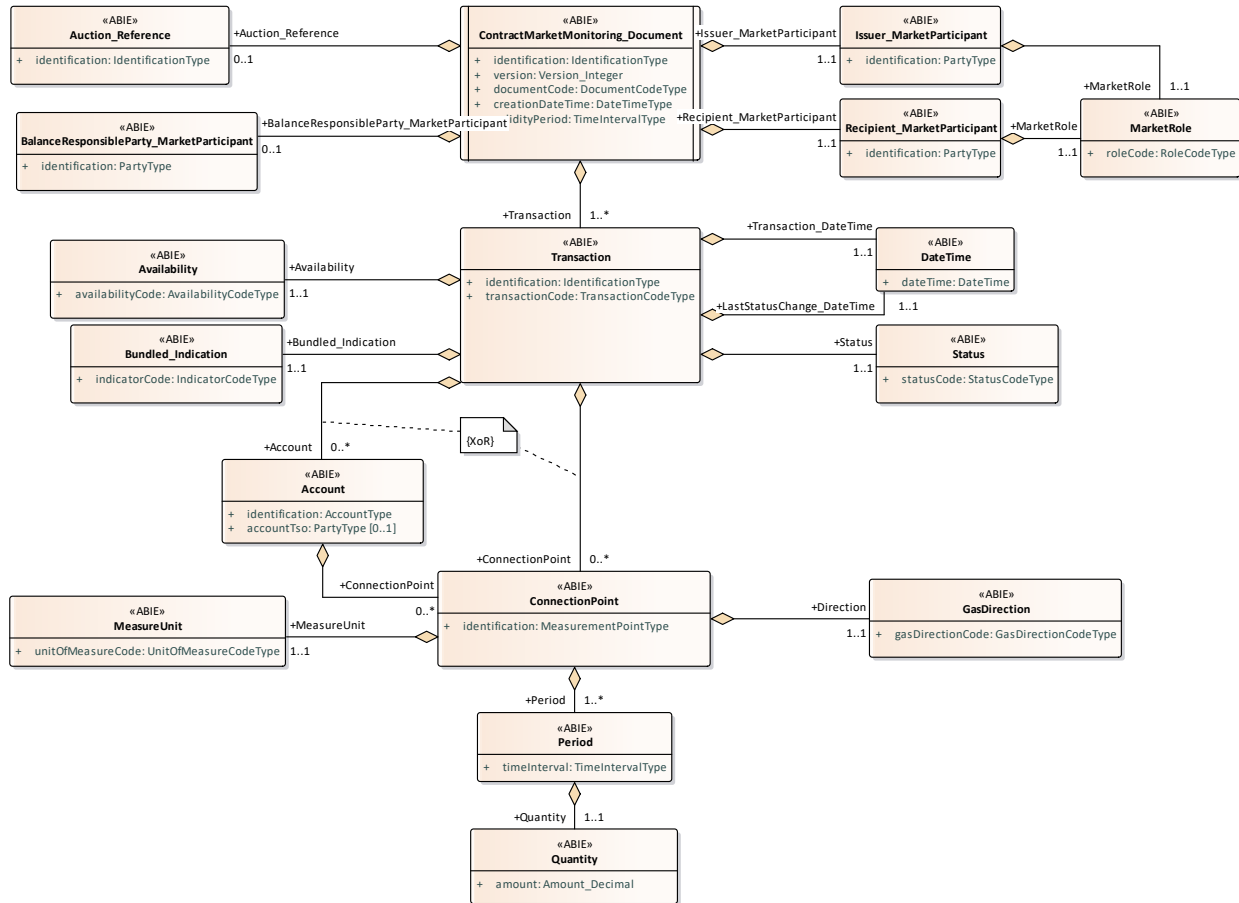 «ABIE»
Auction_Reference
+ identification: IdentificationType
+Auction_Reference
0..1
«ABIE»
ContractMarketMonitoring_Document
+ identification: IdentificationType
+ version: Version_Integer
+ documentCode: DocumentCodeType
+ creationDateTime: DateTimeType
idityPeriod: TimeIntervalType
+Issuer_MarketParticipant
1..1
«ABIE»
Issuer_MarketParticipant
+ identification: PartyType
+MarketRole
1..1
«ABIE»
BalanceResponsibleParty_MarketParticipant
+ identification: PartyType
+BalanceResponsibleParty_MarketParticipant
0..1
+Recipient_MarketParticipant
1..1
«ABIE»
Recipient_MarketParticipant
+ identification: PartyType
+MarketRole
1..1
«ABIE»
MarketRole
+ roleCode: RoleCodeType
+Transaction
1..*
«ABIE»
Availability
+ availabilityCode: AvailabilityCodeType
+Availability
1..1
«ABIE»
Transaction
+ identification: IdentificationType
+ transactionCode: TransactionCodeType
+Transaction_DateTime
1..1
«ABIE»
DateTime
+ dateTime: DateTime
+LastStatusChange_DateTime
1..1
«ABIE»
Bundled_Indication
+ indicatorCode: IndicatorCodeType
+Bundled_Indication
1..1
+Status
1..1
«ABIE»
Status
+ statusCode: StatusCodeType
{XoR}
+Account
0..*
«ABIE»
Account
+ identification: AccountType
+ accountTso: PartyType [0..1]
+ConnectionPoint
0..*
+ConnectionPoint
0..*
«ABIE»
MeasureUnit
+ unitOfMeasureCode: UnitOfMeasureCodeType
+MeasureUnit
1..1
«ABIE»
ConnectionPoint
+ identification: MeasurementPointType
+Direction
1..1
«ABIE»
GasDirection
+ gasDirectionCode: GasDirectionCodeType
+Period
1..*
«ABIE»
Period
+ timeInterval: TimeIntervalType
+Quantity
1..1
«ABIE»
Quantity
+ amount: Amount_Decimal